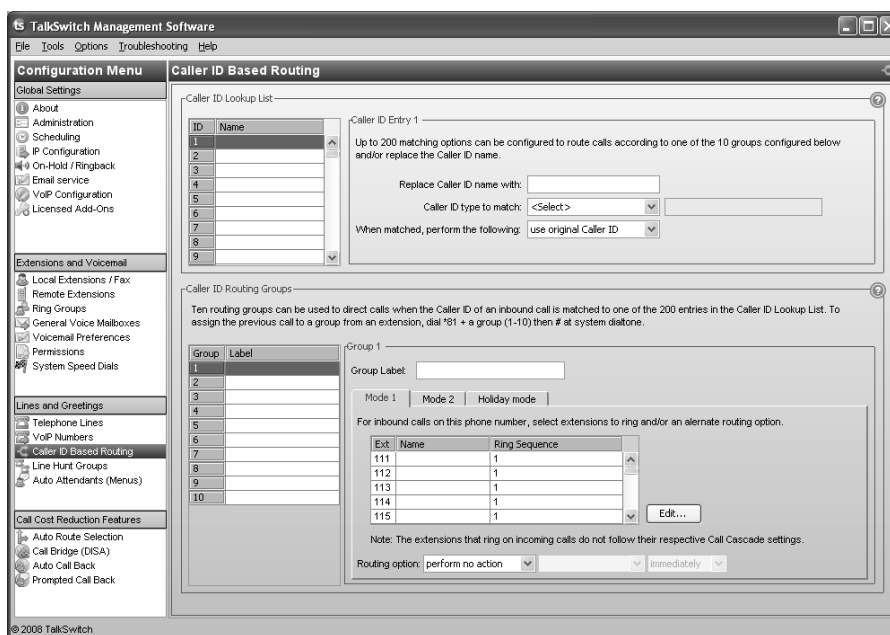 ts TalkSwitch Management Software
File Tools Options Troubleshooting Help
Configuration Menu
Global Settings
About
Administration
Scheduling
IP Configuration
On-Hold / Ringback
Email service
VoIP Configuration
Licensed Add-Ons
Extensions and Voicemail
Local Extensions / Fax
Remote Extensions
Ring Groups
General Voice Mailboxes
Voicemail Preferences
Permissions
System Speed Dials
Lines and Greetings
Telephone Lines
VoIP Numbers
Caller ID Based Routing
Line Hunt Groups
Auto Attendants (Menus)
Call Cost Reduction Features
Auto Route Selection
Call Bridge (DISA)
Auto Call Back
Prompted Call Back
Caller ID Based Routing
Caller ID Lookup List
ID Name
1
2
3
4
5
6
7
8
9
Caller ID Entry 1
Up to 200 matching options can be configured to route calls according to one of the 10 groups configured below
and/or replace the Caller ID name.
Replace Caller ID name with:
Caller ID type to match: <Select>
When matched, perform the following: use original Caller ID
Caller ID Routing Groups
Ten routing groups can be used to direct calls when the Caller ID of an inbound call is matched to one of the 200 entries in the Caller ID Lookup List. To
assign the previous call to a group from an extension, dial *81 + a group (1-10) then # at system dialtone.
Group Label
1
2
3
4
5
6
7
8
9
10
Group 1
Group Label:
Mode 1 Mode 2 Holiday mode
For inbound calls on this phone number, select extensions to ring and/or an alernate routing option.
Ext Name Ring Sequence
111 1
112 1
113 1
114 1
115 1
Edit...
Note: The extensions that ring on incoming calls do not follow their respective Call Cascade settings.
Routing option: perform no action immediately
© 2008 TalkSwitch